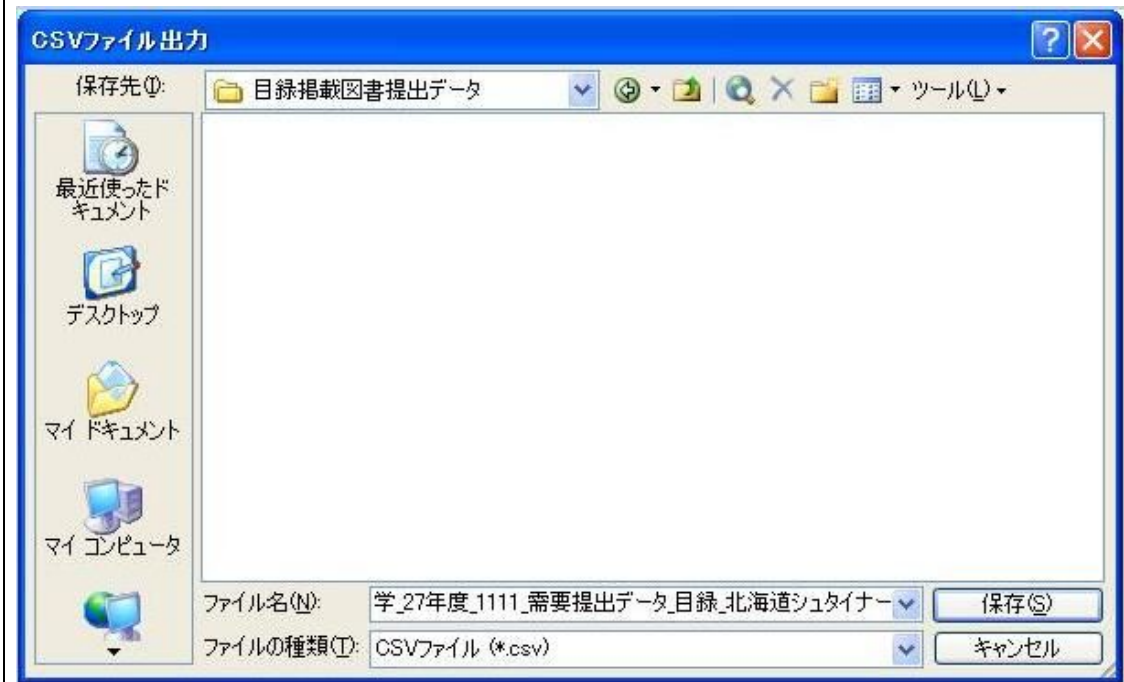 CSVファイル出力
保存先(I):
目録掲載図書提出データ
ツール(L)
最近使ったド
キュメント
デスクトップ
マイ ドキュメント
マイ コンピュータ
ファイル名(N):
学_27年度_1111_需要提出データ_目録_北海道シュタイナー
保存(S)
ファイルの種類(T):
CSVファイル (*.csv)
キャンセル